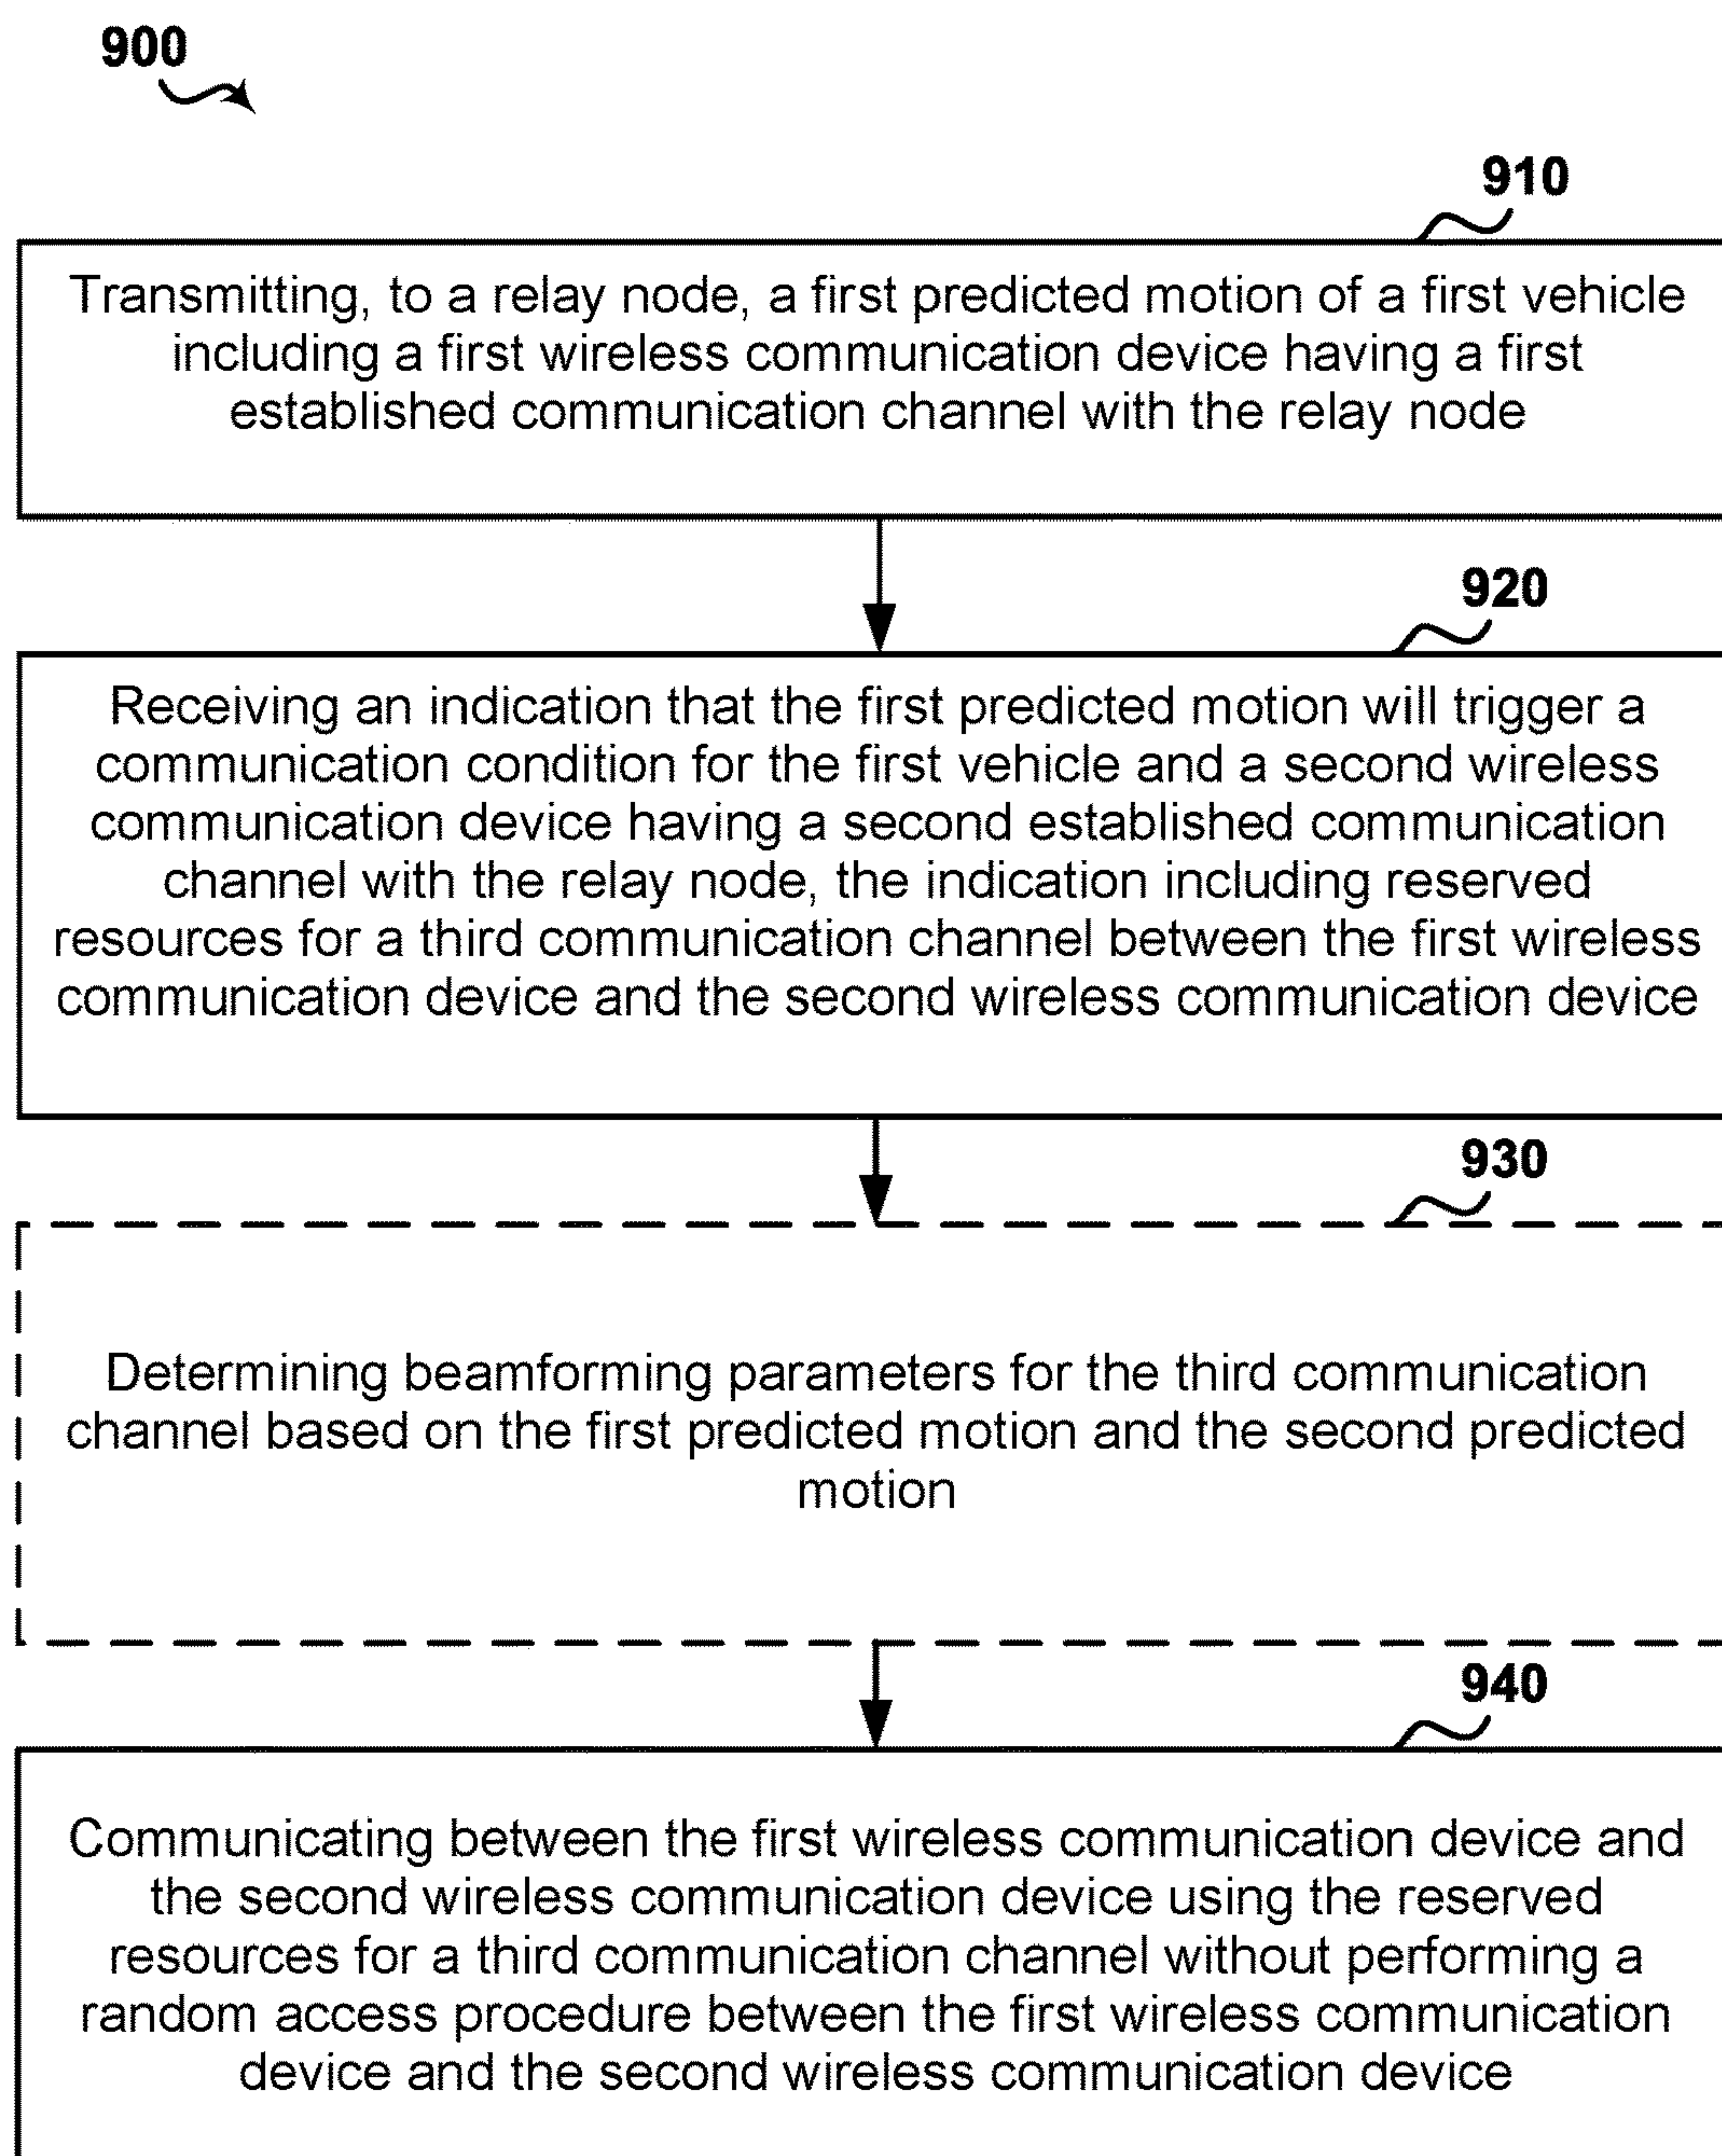 900
910
Transmitting, to a relay node, a first predicted motion of a first vehicle
including a first wireless communication device having a first
established communication channel with the relay node
920
Receiving an indication that the first predicted motion will trigger a
communication condition for the first vehicle and a second wireless
communication device having a second established communication
channel with the relay node, the indication including reserved
resources for a third communication channel between the first wireless
communication device and the second wireless communication device
930
Determining beamforming parameters for the third communication
channel based on the first predicted motion and the second predicted
motion
940
Communicating between the first wireless communication device and
the second wireless communication device using the reserved
resources for a third communication channel without performing a
random access procedure between the first wireless communication
device and the second wireless communication device